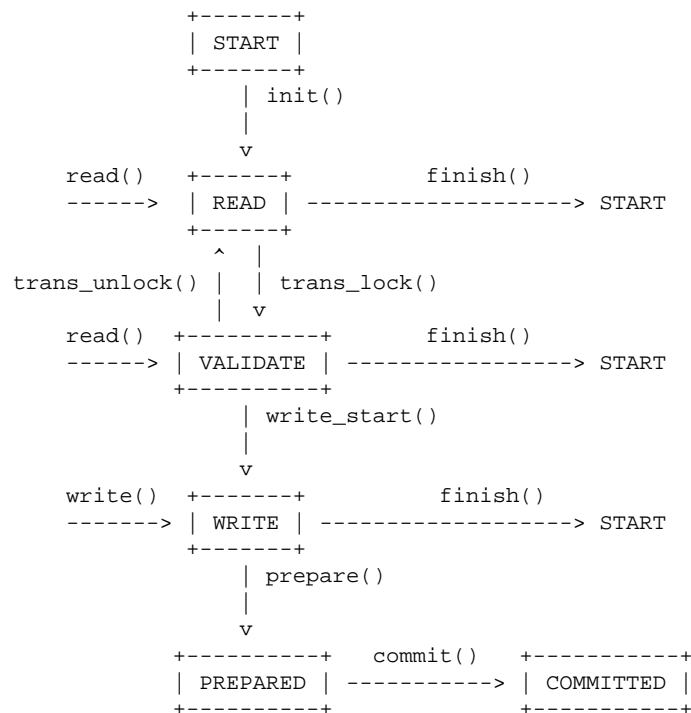 START
init()
read() finish()
READ START
trans_unlock() trans_lock()
read() finish()
VALIDATE START
write_start()
write() finish()
WRITE START
prepare()
commit()
PREPARED COMMITTED